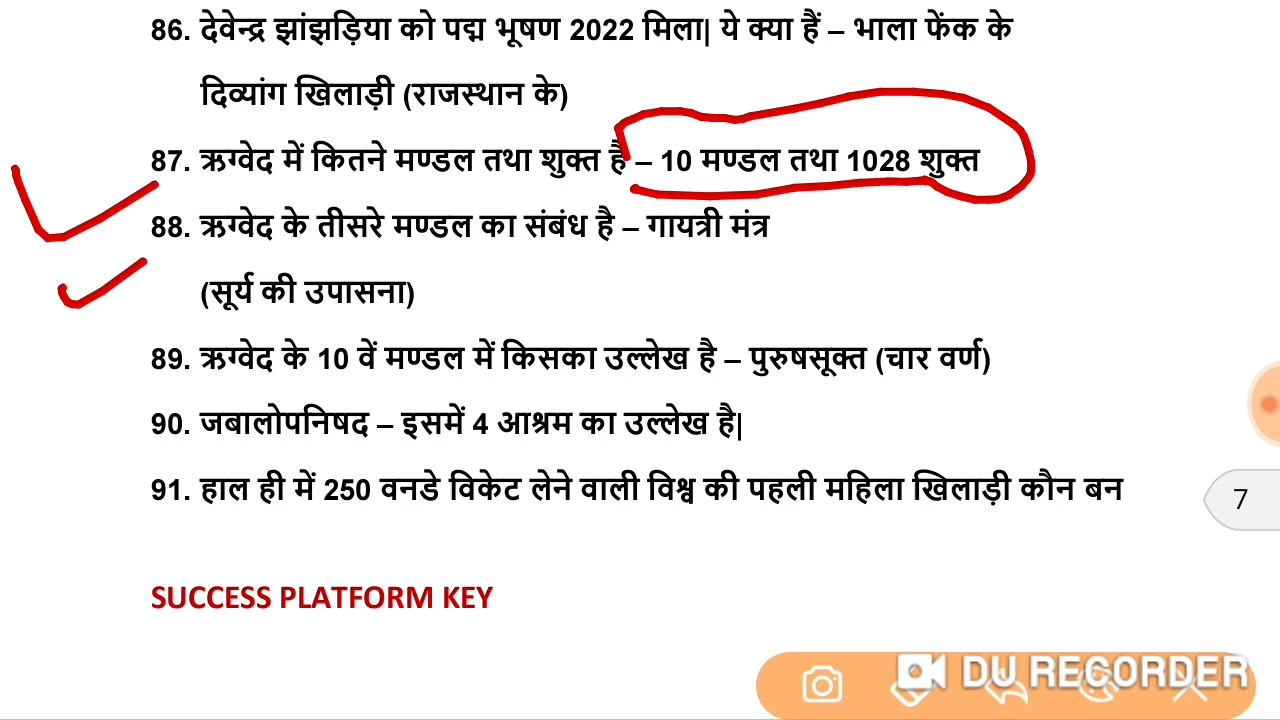 86. देवेन्द्र झांझड़िया को पद्म भूषण 2022 मिला| ये क्या हैं – भाला फेंक के
दिव्यांग खिलाड़ी (राजस्थान के)
87. ऋग्वेद में कितने मण्डल तथा शुक्त है – 10 मण्डल तथा 1028 शुक्त
88. ऋग्वेद के तीसरे मण्डल का संबंध है – गायत्री मंत्र
(सूर्य की उपासना)
89. ऋग्वेद के 10 वें मण्डल में किसका उल्लेख है – पुरुषसूक्त (चार वर्ण)
90. जबालोपनिषद – इसमें 4 आश्रम का उल्लेख है|
91. हाल ही में 250 वनडे विकेट लेने वाली विश्व की पहली महिला खिलाड़ी कौन बन
7
SUCCESS PLATFORM KEY
DU RECORDER